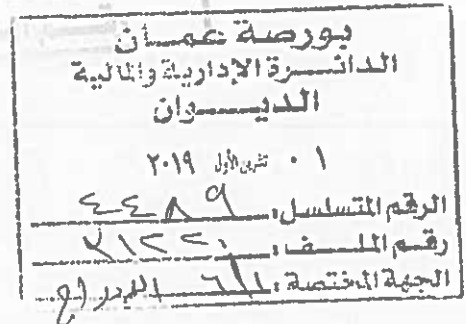 بورصة عمان
الدائرة الإدارية والمالية
الديوان
٠١ تشرين الأول ٢٠١٩
الرقم المتسلسل: ٤٤٨٩
رقم الملف:
الجهة المختصة: